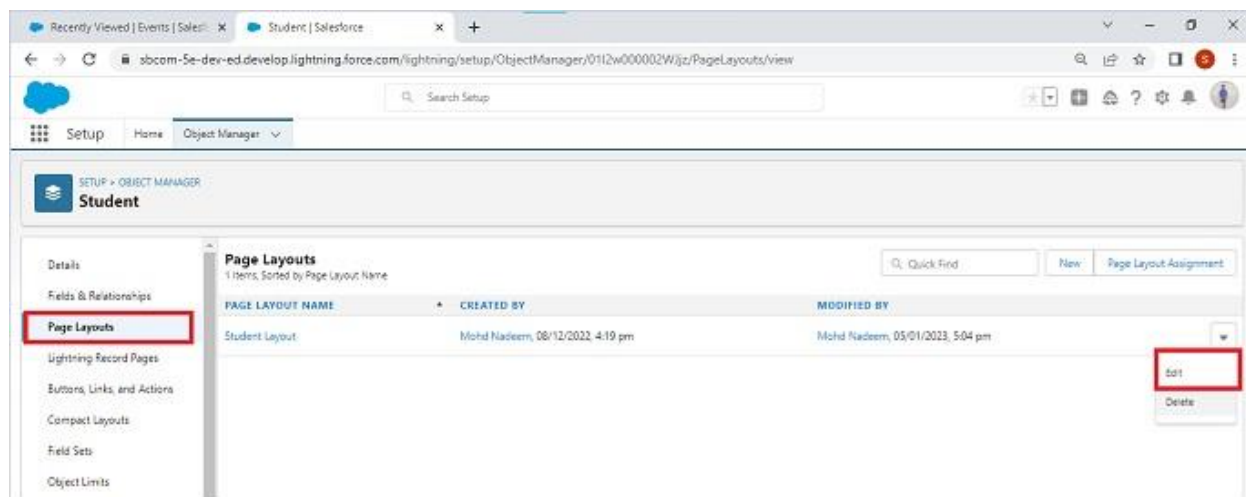 Recently Viewed | Events | Sales
Student | Salesforce
sbcom-5e-dev-ed.develop.lightning.force.com/lightning/setup/ObjectManager/01I2w000002WJjz/PageLayouts/view
S
Search Setup
Setup Home Object Manager
SETUP > OBJECT MANAGER
Student
Details
Fields & Relationships
Page Layouts
Lightning Record Pages
Buttons, Links, and Actions
Compact Layouts
Field Sets
Object Limits
Page Layouts
1 Items, Sorted by Page Layout Name
Quick Find
New
Page Layout Assignment
PAGE LAYOUT NAME CREATED BY MODIFIED BY
Student Layout Mohd Nadeem, 08/12/2022, 4:19 pm Mohd Nadeem, 05/01/2023, 5:04 pm
Edit
Delete